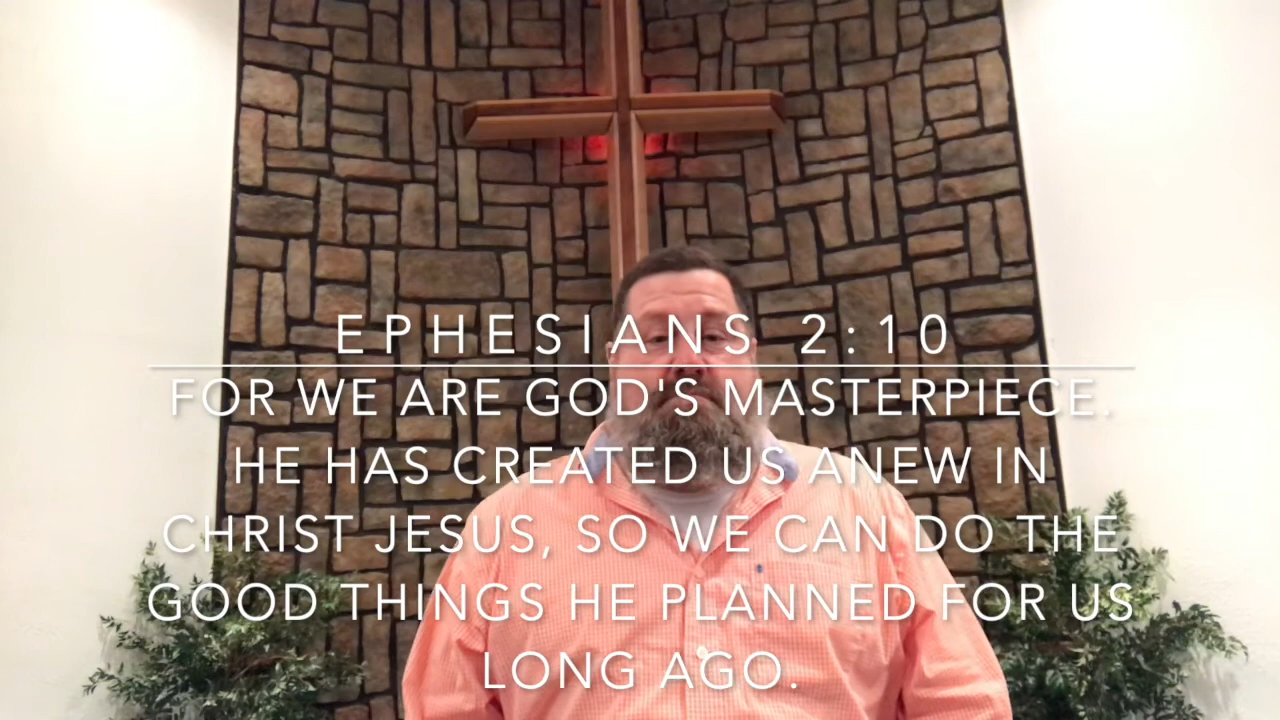 EPHESIANS 2:10
FOR WE ARE GOD'S MASTERPIECE.
HE HAS CREATED US ANEW IN
CHRIST JESUS, SO WE CAN DO THE
GOOD THINGS HE PLANNED FOR US
LONG AGO.